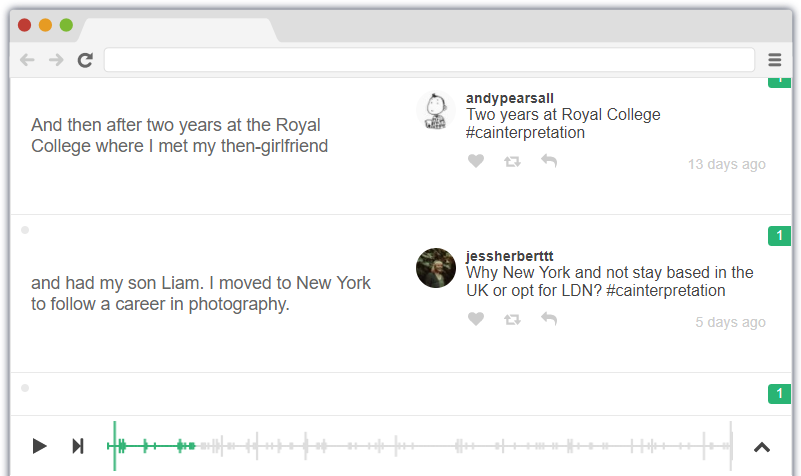 1
And then after two years at the Royal
College where I met my then-girlfriend
andypearsall
Two years at Royal College
#cainterpretation
13 days ago
1
and had my son Liam. I moved to New York
to follow a career in photography.
jessherberttt
Why New York and not stay based in the
UK or opt for LDN? #cainterpretation
5 days ago
1